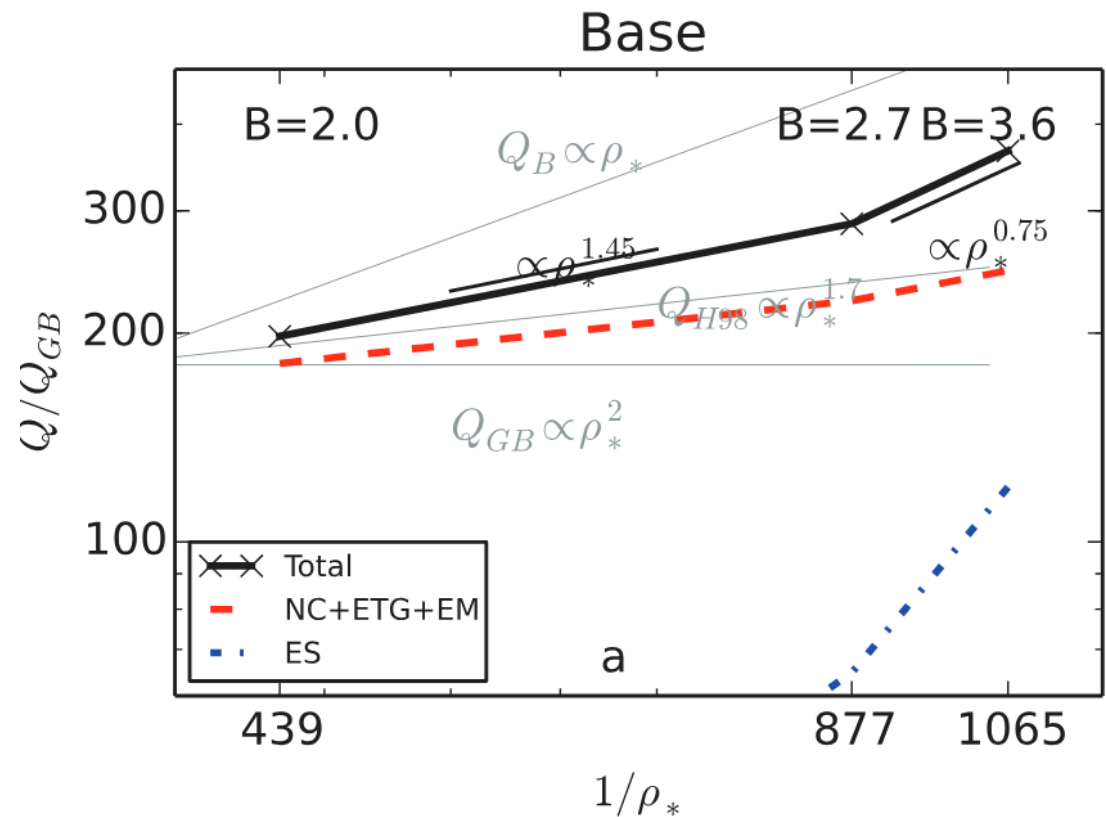 Base
B=2.0
B=2.7
B=3.6
Q_B ∝ ρ_*
300
∝ρ_*^{1.45}
∝ρ_*^{0.75}
Q_{H98} ∝ρ_*^{1.7}
200
Q/Q_{GB}
Q_{GB} ∝ρ_*^2
100
Total
NC+ETG+EM
ES
a
439
877
1065
1/ρ_*